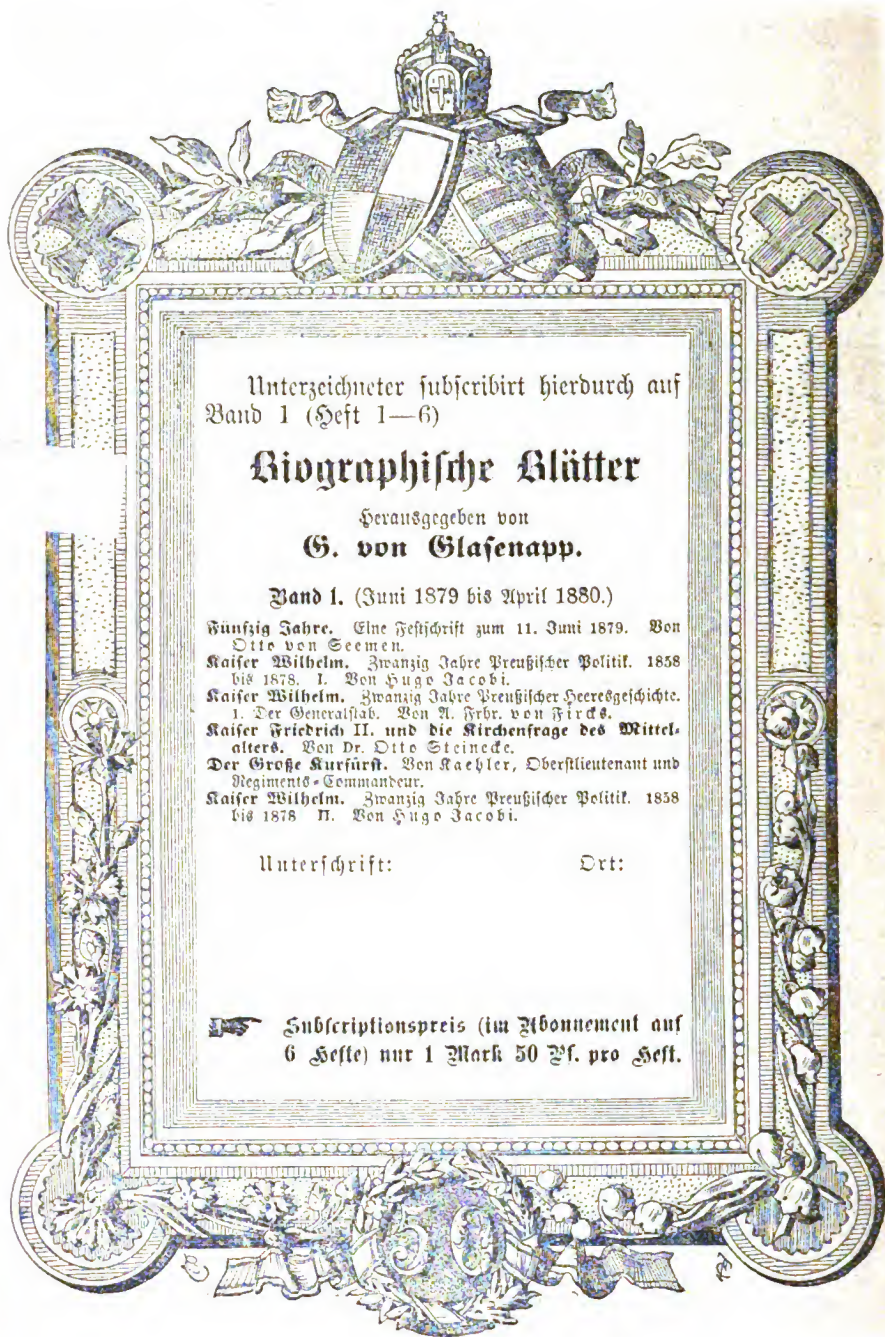 Unterzeichneter subscribirt hierdurch auf
Band 1 (Heft 1—6)
Biographische Blätter
Herausgegeben von
G. von Glasenapp.
Band 1. (Juni 1879 bis April 1880.)
Fünfzig Jahre. Eine Festschrift zum 11. Juni 1879. Von
Otto von Seemen.
Kaiser Wilhelm. Zwanzig Jahre Preußischer Politik. 1858
bis 1878. I. Von Hugo Jacobi.
Kaiser Wilhelm. Zwanzig Jahre Preußischer Heeresgeschichte.
1. Der Generalstab. Von A. Frhr. von Fircks.
Kaiser Friedrich II. und die Kirchenfrage des Mittel-
alters. Von Dr. Otto Steinecke.
Der Große Kurfürst. Von Kaehler, Oberstlieutenant und
Regiments-Commandeur.
Kaiser Wilhelm. Zwanzig Jahre Preußischer Politik. 1858
bis 1878 II. Von Hugo Jacobi.
Unterschrift: Ort:
Subscriptionspreis (im Abonnement auf
6 Hefte) nur 1 Mark 50 Pf. pro Heft.
50